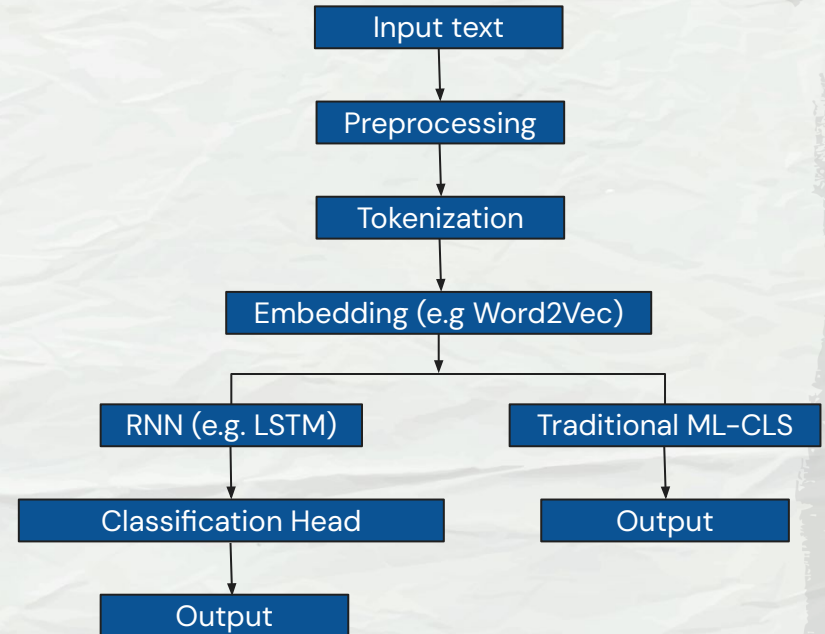 Input text
Preprocessing
Tokenization
Embedding (e.g Word2Vec)
RNN (e.g. LSTM)
Traditional ML-CLS
Classification Head
Output
Output